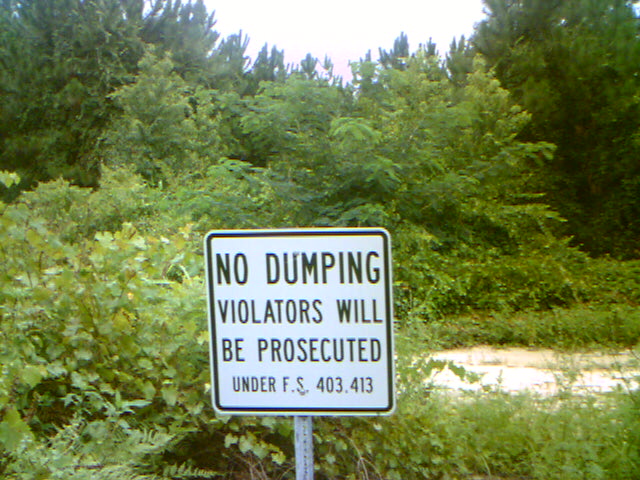 NO DUMPING
VIOLATORS WILL
BE PROSECUTED
UNDER F.S. 403.413